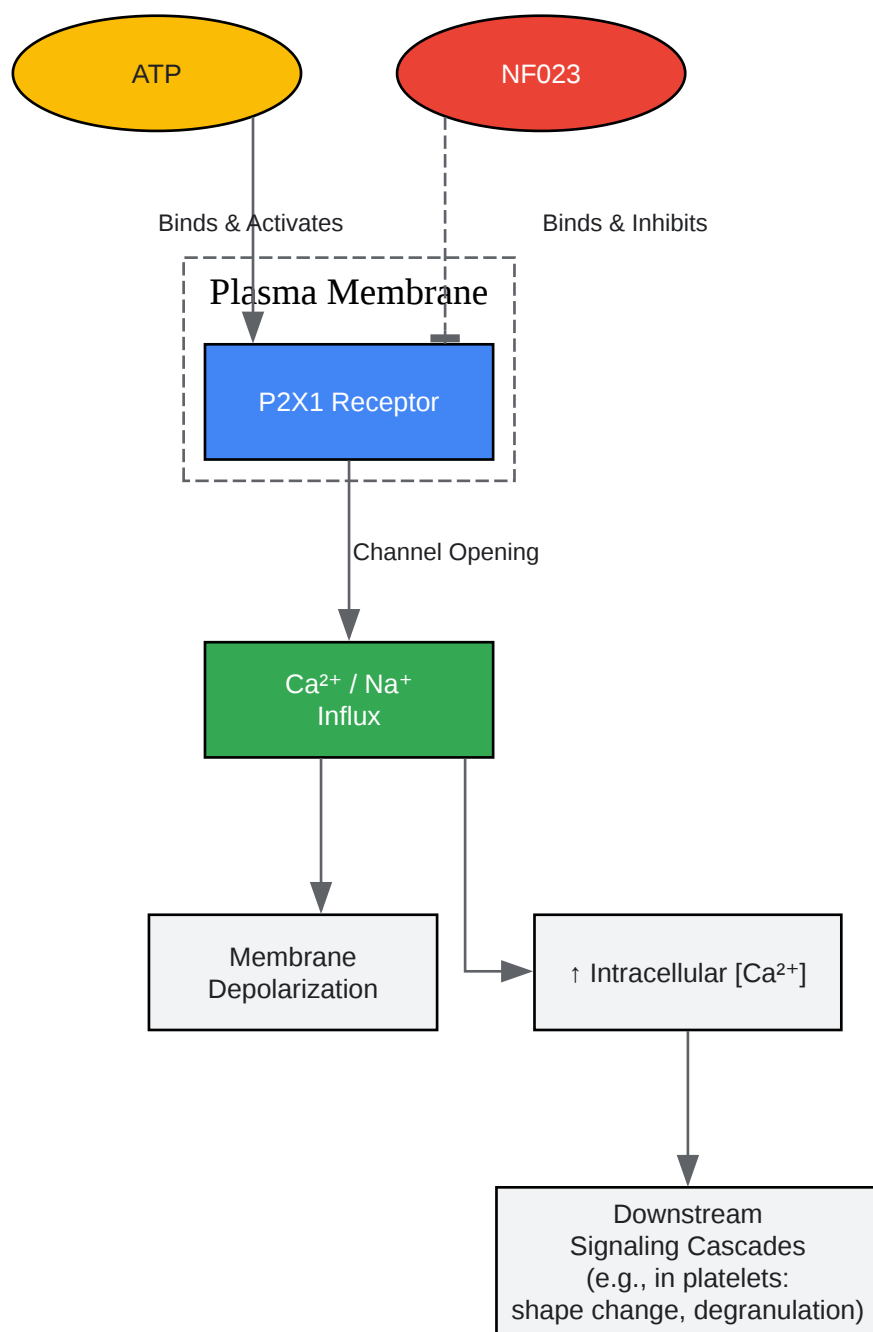 ATP
NF023
Binds & Activates
Binds & Inhibits
Plasma Membrane
P2X1 Receptor
Channel Opening
Ca²⁺ / Na⁺
Influx
Membrane
Depolarization
↑ Intracellular [Ca²⁺]
Downstream
Signaling Cascades
(e.g., in platelets:
shape change, degranulation)